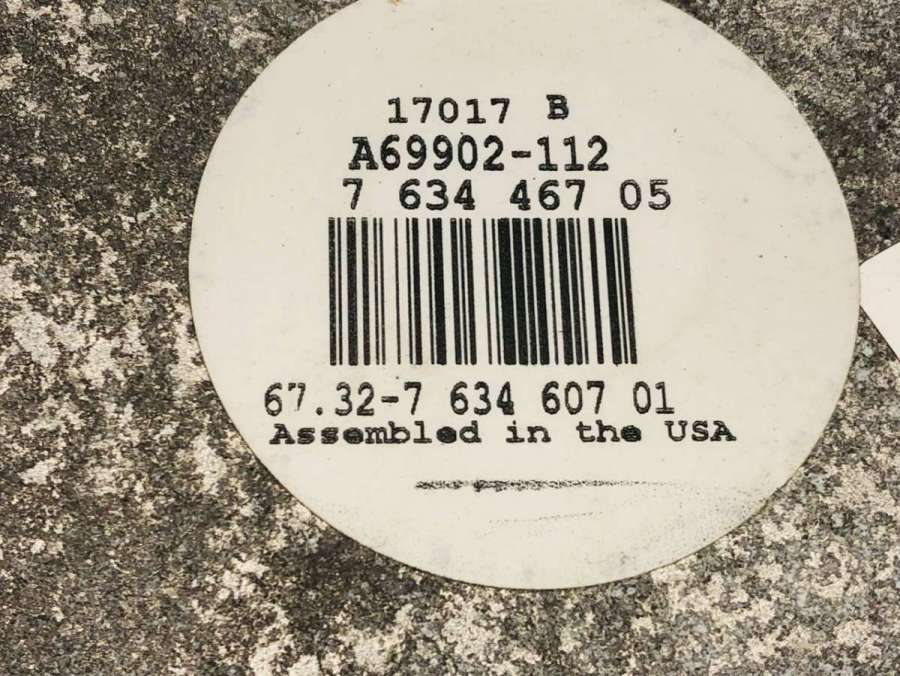 17017 B
A69902-112
7 634 467 05
67.32-7 634 607 01
Assembled in the USA